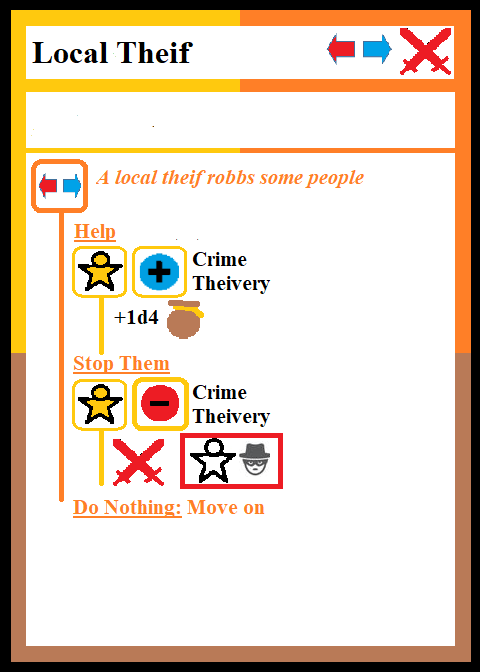 Local Theif
A local theif robbs some people
Help
Crime
Theivery
+1d4
Stop Them
Crime
Theivery
Do Nothing: Move on